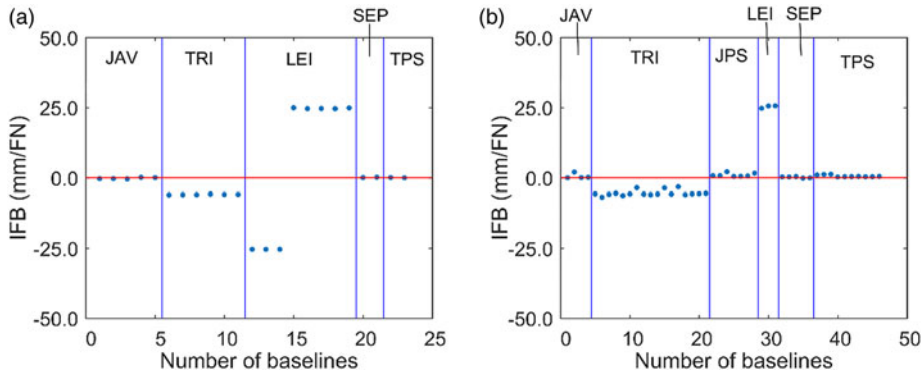 (a)
SEP
50.0
JAV
TRI
LEI
TPS
25.0
0.0
-25.0
-50.0
IFB (mm/FN)
0 5 10 15 20 25
Number of baselines
(b)
JAV
LEI
SEP
50.0
TRI
JPS
TPS
25.0
0.0
-25.0
-50.0
IFB (mm/FN)
0 10 20 30 40 50
Number of baselines